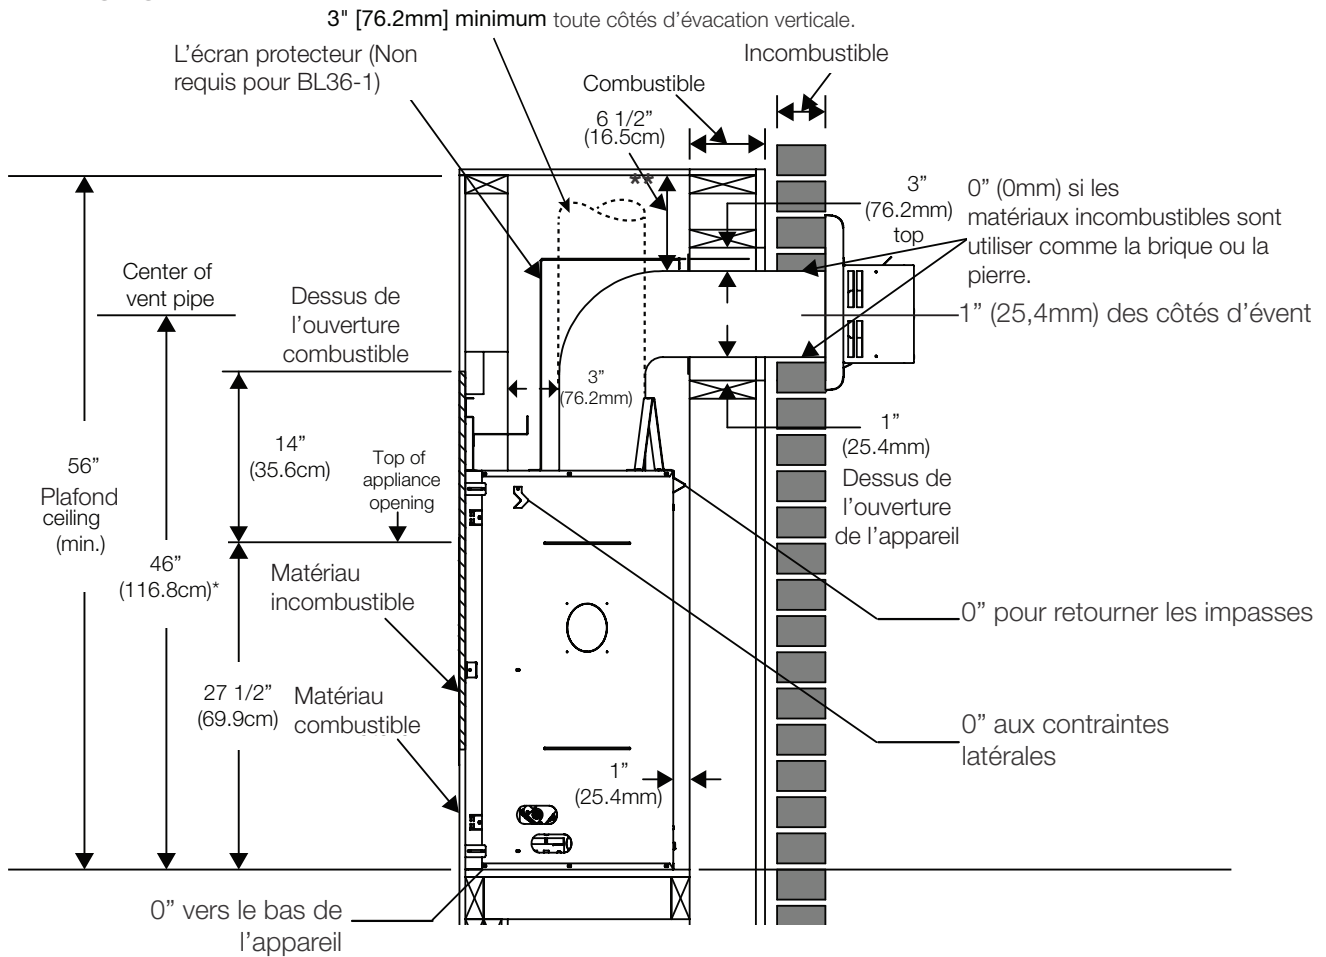 3" [76.2mm] minimum toute côtés d’évacation verticale.
L’écran protecteur (Non
requis pour BL36-1)
Incombustible
Combustible
6 1/2”
(16.5cm)
**
3”
(76.2mm)
top
0” (0mm) si les
matériaux incombustibles sont
utiliser comme la brique ou la
pierre.
Center of
vent pipe
Dessus de
l’ouverture
combustible
1” (25,4mm) des côtés d’évent
3”
(76.2mm)
1”
(25.4mm)
14”
(35.6cm)
Top of
appliance
opening
56”
Plafond
ceiling
(min.)
Dessus de
l’ouverture
de l’appareil
46”
(116.8cm)*
Matériau
incombustible
0” pour retourner les impasses
27 1/2”
(69.9cm)
Matériau
combustible
0” aux contraintes
latérales
1”
(25.4mm)
0” vers le bas de
l’appareil